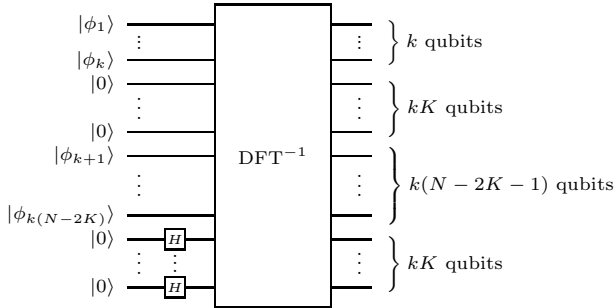 |ϕ₁⟩
⋮ ⋮
k qubits
|ϕₖ⟩
|0⟩
⋮ ⋮
kK qubits
|0⟩
|ϕₖ₊₁⟩
DFT⁻¹
⋮ ⋮
k(N − 2K − 1) qubits
|ϕₖ₍N₋₂K₎⟩
|0⟩ H
⋮ ⋮ ⋮
kK qubits
|0⟩ H